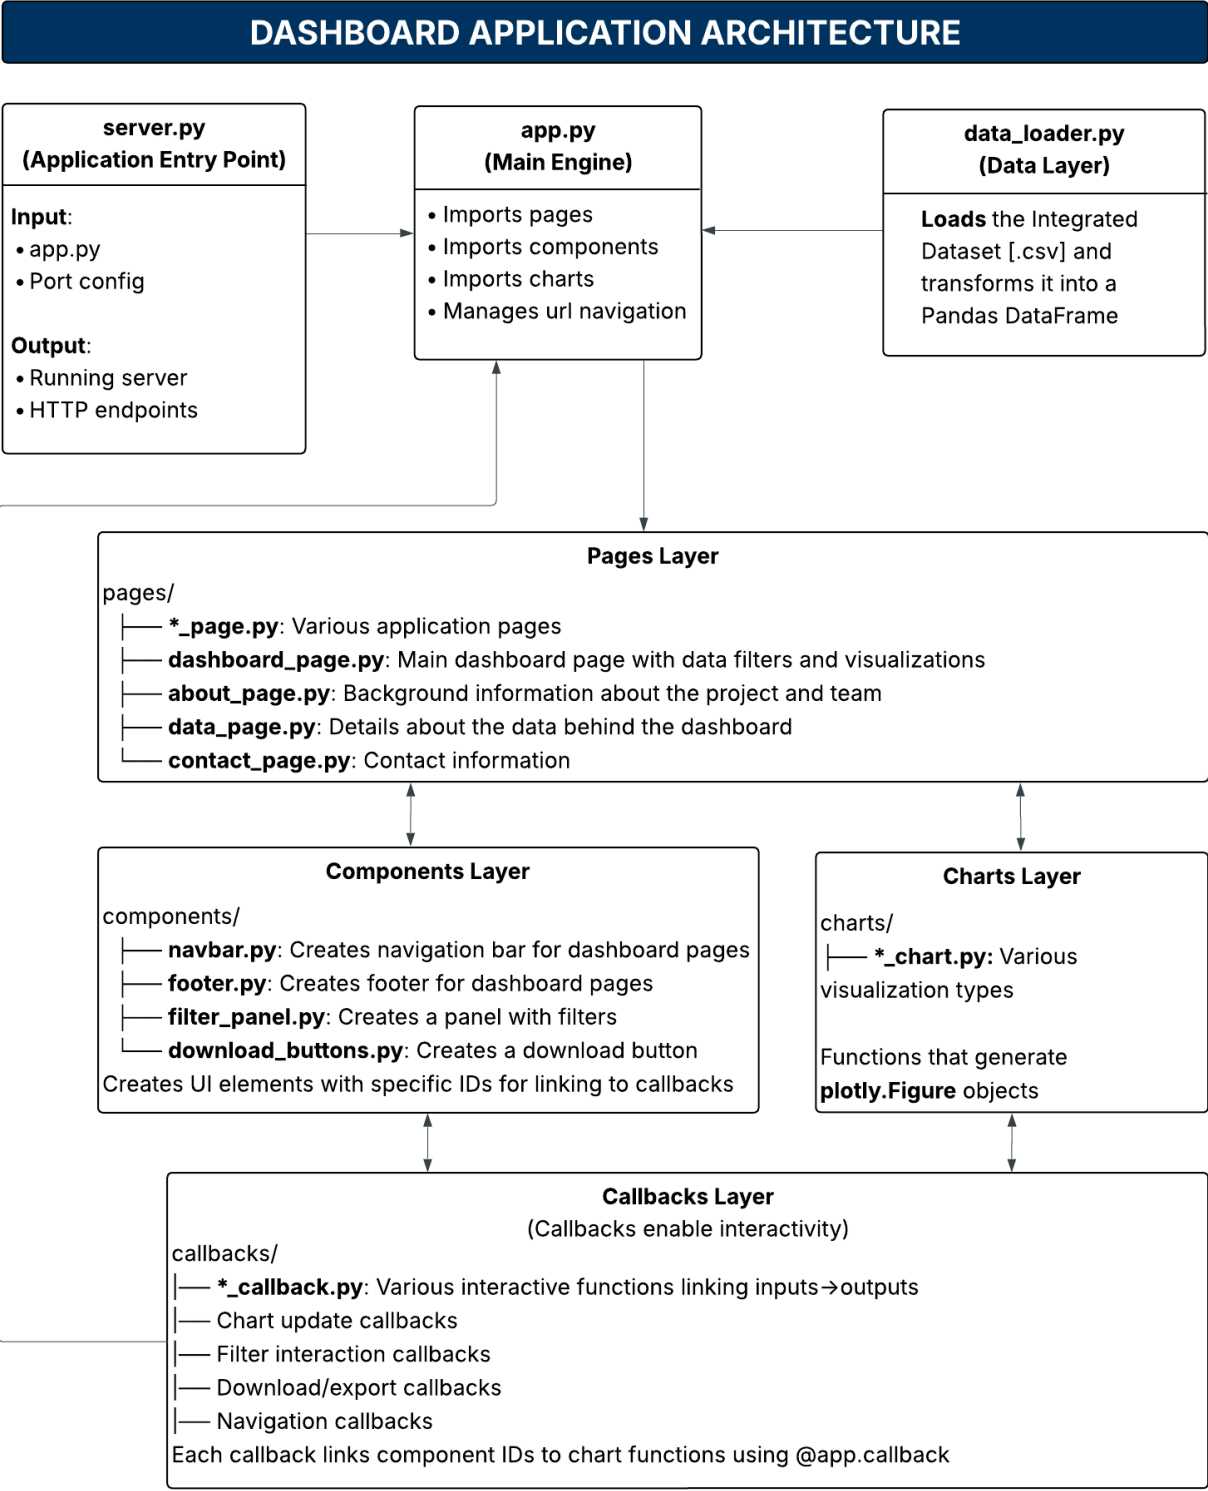 DASHBOARD APPLICATION ARCHITECTURE
server.py
(Application Entry Point)
Input:
• app.py
• Port config
Output:
• Running server
• HTTP endpoints
app.py
(Main Engine)
• Imports pages
• Imports components
• Imports charts
• Manages url navigation
data_loader.py
(Data Layer)
Loads the Integrated
Dataset [.csv] and
transforms it into a
Pandas DataFrame
Pages Layer
pages/
├── *_page.py: Various application pages
├── dashboard_page.py: Main dashboard page with data filters and visualizations
├── about_page.py: Background information about the project and team
├── data_page.py: Details about the data behind the dashboard
└── contact_page.py: Contact information
Components Layer
components/
├── navbar.py: Creates navigation bar for dashboard pages
├── footer.py: Creates footer for dashboard pages
├── filter_panel.py: Creates a panel with filters
└── download_buttons.py: Creates a download button
Creates UI elements with specific IDs for linking to callbacks
Charts Layer
charts/
├── *_chart.py: Various
visualization types
Functions that generate
plotly.Figure objects
Callbacks Layer
(Callbacks enable interactivity)
callbacks/
├── *_callback.py: Various interactive functions linking inputs→outputs
├── Chart update callbacks
├── Filter interaction callbacks
├── Download/export callbacks
├── Navigation callbacks
Each callback links component IDs to chart functions using @app.callback